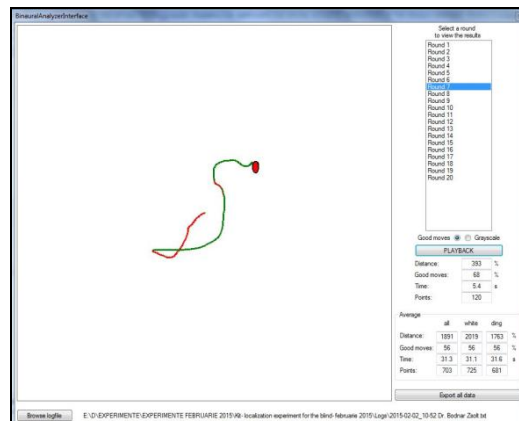 BinauralAnalyzerInterface
Select a round
to view the results
Round 1
Round 2
Round 3
Round 4
Round 5
Round 6
Round 7
Round 8
Round 9
Round 10
Round 11
Round 12
Round 13
Round 14
Round 15
Round 16
Round 17
Round 18
Round 19
Round 20
Good moves Grayscale
PLAYBACK
Distance: 393 %
Good moves: 68 %
Time: 5.4 s
Points: 120
Average
all white ding
Distance: 1891 2019 1763 %
Good moves: 56 56 56 %
Time: 31.3 31.1 31.6 s
Points: 703 725 681
Export all data
Browse logfile E:\D\EXPERIMENTE\EXPERIMENTE FEBRUARIE 2015\Kit- localization experiment for the blind- februarie 2015\Logs\2015-02-02_10-52 Dr. Bodnar Zsolt.txt